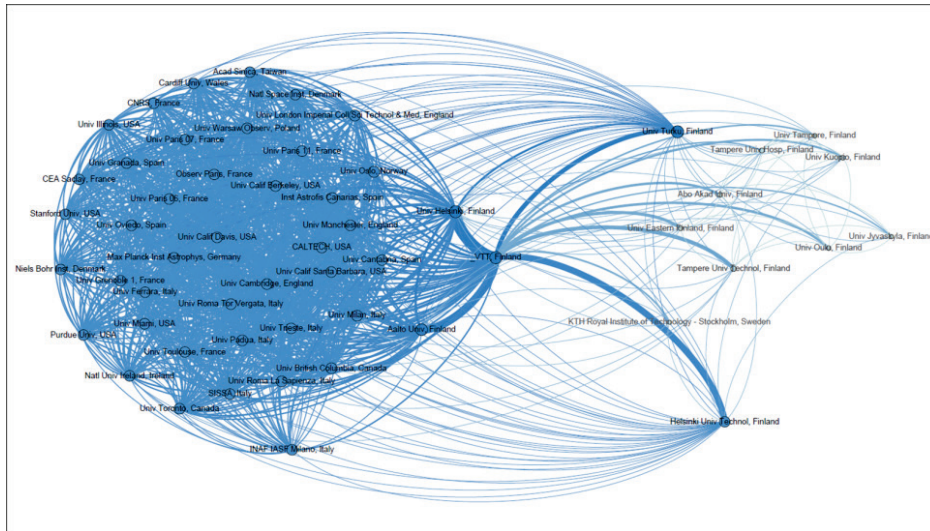 Acad Sinica, Taiwan
Cardiff Univ, Wales
Natl Space Inst, Denmark
CNRS, France
Univ London Imperial Coll Sci Technol & Med, England
Univ Illinois, USA
Univ Warsaw Observ, Poland
Univ Turku, Finland
Univ Tampere, Finland
Univ Paris 07, France
Univ Paris 11, France
Tampere Univ Hosp, Finland
Univ Kuopio, Finland
Univ Granada, Spain
Univ Oslo, Norway
CEA Saclay, France
Observ Paris, France
Univ Calif Berkeley, USA
Univ Paris 06, France
Inst Astrofis Canarias, Spain
Abo Akad Univ, Finland
Stanford Univ, USA
Univ Helsinki, Finland
Univ Oviedo, Spain
Univ Monchester, England
Univ Eastern Finland, Finland
Univ Calif Davis, USA
Univ Jyvaskyla, Finland
CALTECH, USA
Univ Oulo, Finland
Max Planck Inst Astrophys, Germany
Univ Cantabria, Spain
VTT, Finland
Niels Bohr Inst, Denmark
Univ Calif Santa Barbara, USA
Tampere Univ Technol, Finland
Univ Grenoble 1, France
Univ Cambridge, England
Univ Ferrara, Italy
Univ Roma Tor Vergata, Italy
Univ Milan, Italy
KTH Royal Institute of Technology - Stockholm, Sweden
Univ Miami, USA
Univ Trieste, Italy
Aalto Univ, Finland
Purdue Univ, USA
Univ Padua, Italy
Univ Toulouse, France
Univ British Columbia, Canada
Natl Univ Ireland, Ireland
Univ Roma La Sapienza, Italy
SISSA, Italy
Univ Toronto, Canada
Helsinki Univ Technol, Finland
INAF IASF Milano, Italy